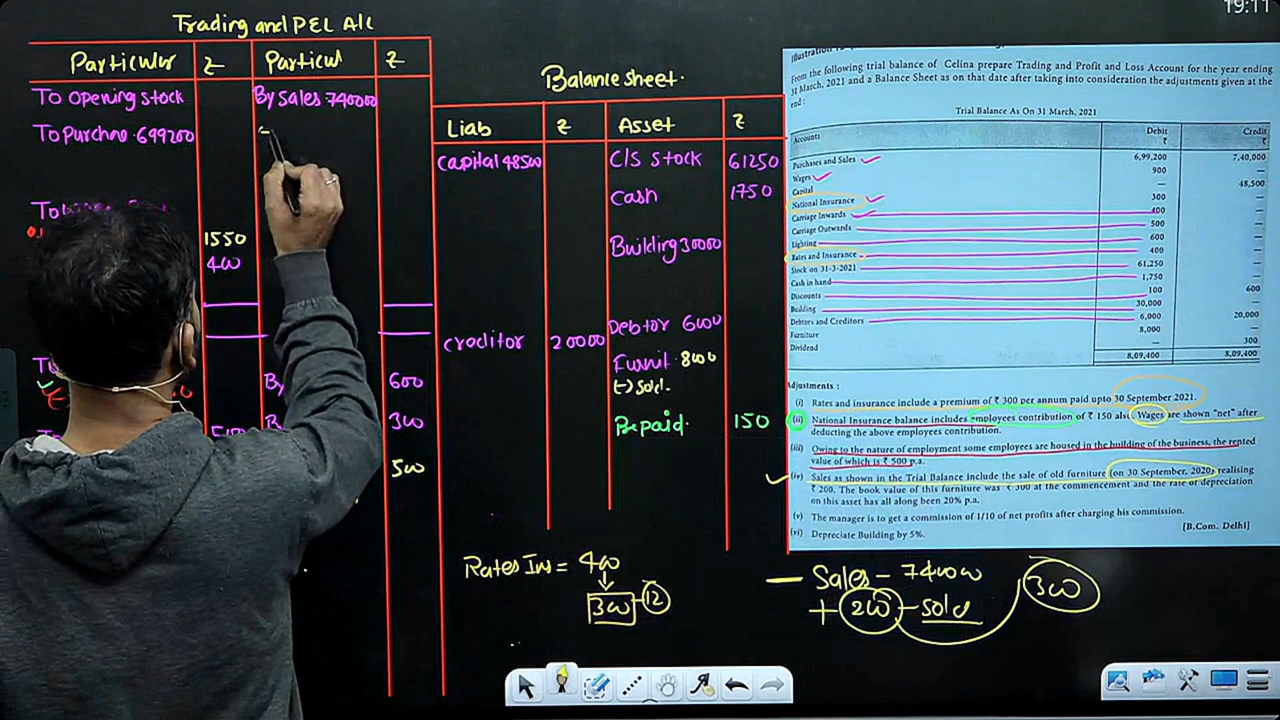 19:11
Trading and P&L A/c
Particular ₹ Particul ₹
To opening stock By Sales 740000
To purchase 699200
1550
400
600
300
500
Balance sheet
Liab ₹ Asset ₹
Capital 48500 C/S stock 61250
Cash 1750
Building 30000
Debtor 6000
Creditor 20000
Furnit 8000
(-) sold.
Prepaid 150
Rates Ins = 400
300 - 12
— Sales - 740000
+ 200 - sold
300
From the following trial balance of Celina prepare Trading and Profit and Loss Account for the year ending
31 March, 2021 and a Balance Sheet as on that date after taking into consideration the adjustments given at the
end :
Trial Balance As On 31 March, 2021
Accounts Debit ₹ Credit ₹
Purchases and Sales 6,99,200 7,40,000
Wages 900 —
Capital — 48,500
National Insurance 300 —
Carriage Inwards 400 —
Carriage Outwards 500 —
Lighting 600 —
Rates and Insurance 400 —
Stock on 31-3-2021 61,250 —
Cash in hand 1,750 —
Discounts 100 600
Building 30,000 —
Debtors and Creditors 6,000 20,000
Furniture 8,000 —
Dividend — 300
8,09,400 8,09,400
Adjustments :
(i) Rates and insurance include a premium of ₹ 300 per annum paid upto 30 September 2021.
(ii) National Insurance balance includes employees contribution of ₹ 150 also. Wages are shown "net" after
deducting the above employees contribution.
(iii) Owing to the nature of employment some employees are housed in the building of the business, the rented
value of which is ₹ 500 p.a.
(iv) Sales as shown in the Trial Balance include the sale of old furniture (on 30 September, 2020) realising
₹ 200. The book value of this furniture was ₹ 300 at the commencement and the rate of depreciation
on this asset has all along been 20% p.a.
(v) The manager is to get a commission of 1/10 of net profits after charging his commission.
[B.Com. Delhi]
(vi) Depreciate Building by 5%.